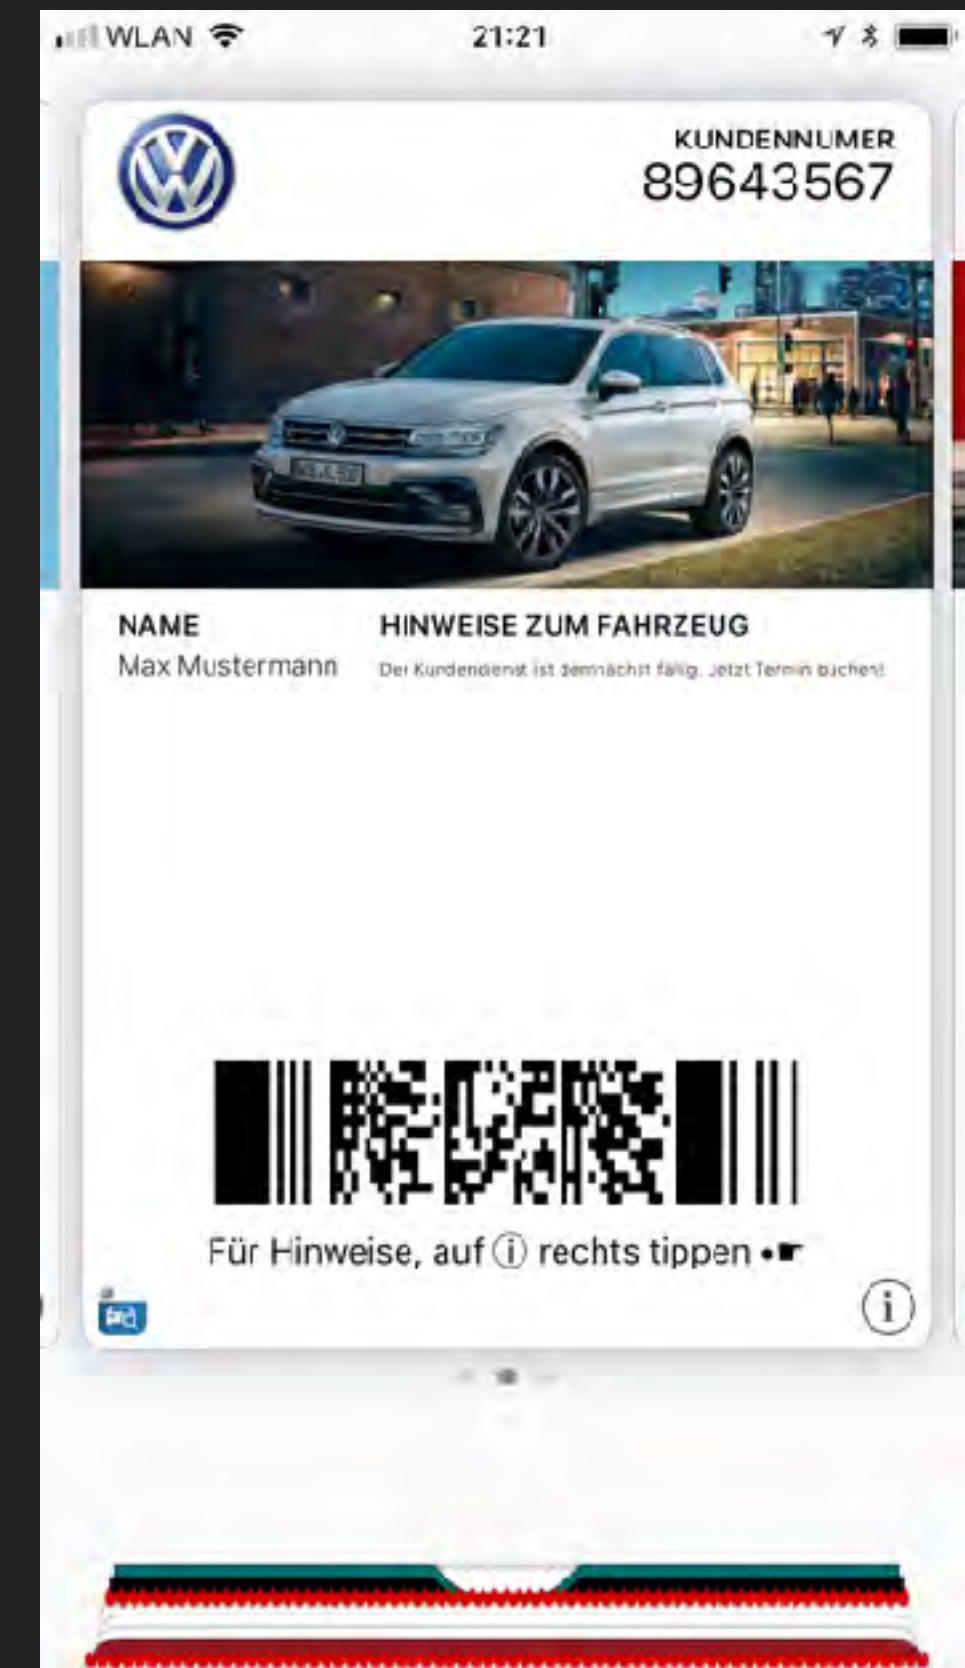 WLAN
21:21
KUNDENNUMER
89643567
NAME
HINWEISE ZUM FAHRZEUG
Max Mustermann
Der Kundendienst ist demnächst fällig. Jetzt Termin buchen!
Für Hinweise, auf ⓘ rechts tippen •☛